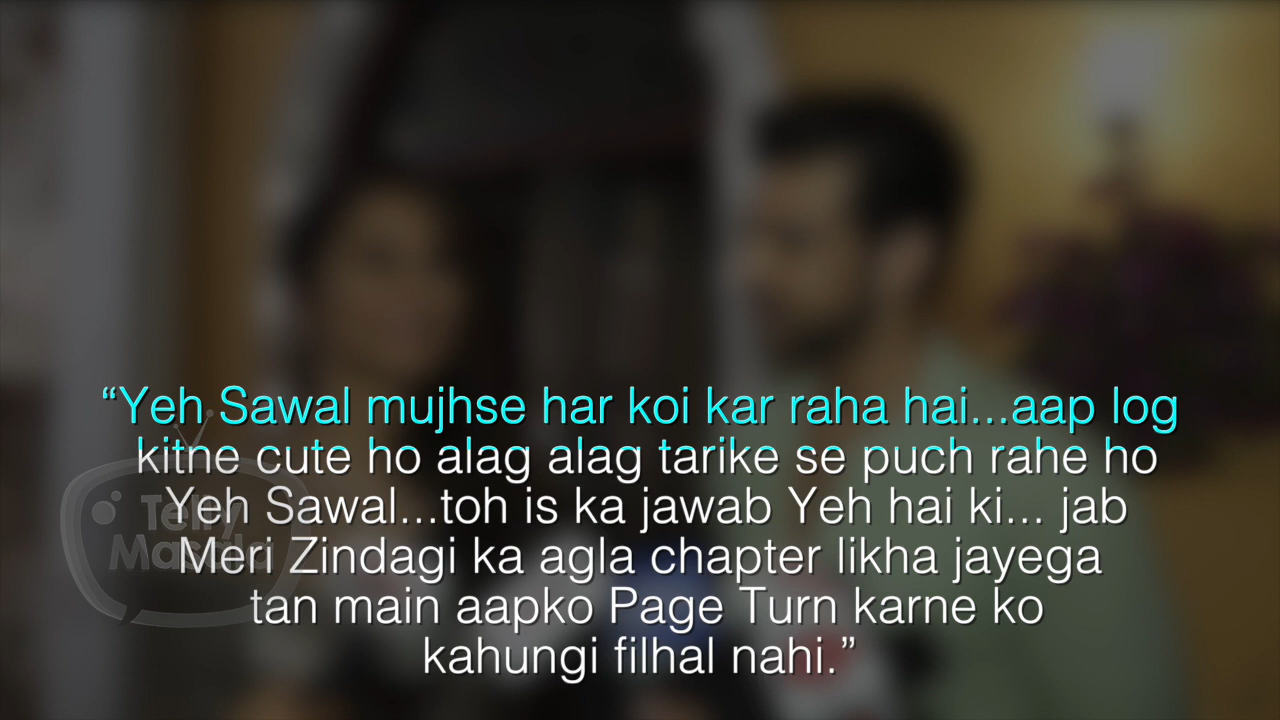 “Yeh Sawal mujhse har koi kar raha hai...aap log
kitne cute ho alag alag tarike se puch rahe ho
Yeh Sawal...toh is ka jawab Yeh hai ki... jab
Meri Zindagi ka agla chapter likha jayega
tan main aapko Page Turn karne ko
kahungi filhal nahi.”
Telly
Masala